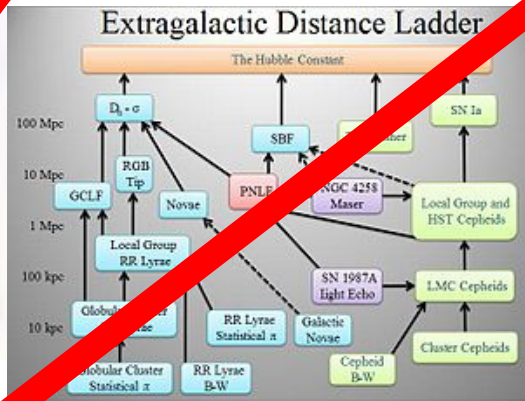 Extragalactic Distance Ladder
The Hubble Constant
Dₙ - σ
SN Ia
100 Mpc
SBF
RGB
Tip
10 Mpc
GCLF
PNLF
NGC 4258
Maser
Novae
Local Group and
HST Cepheids
1 Mpc
Local Group
RR Lyrae
100 kpc
SN 1987A
Light Echo
LMC Cepheids
10 kpc
RR Lyrae
Statistical π
Galactic
Novae
Cluster Cepheids
Globular Cluster
Statistical π
RR Lyrae
B-W
Cepheid
B-W